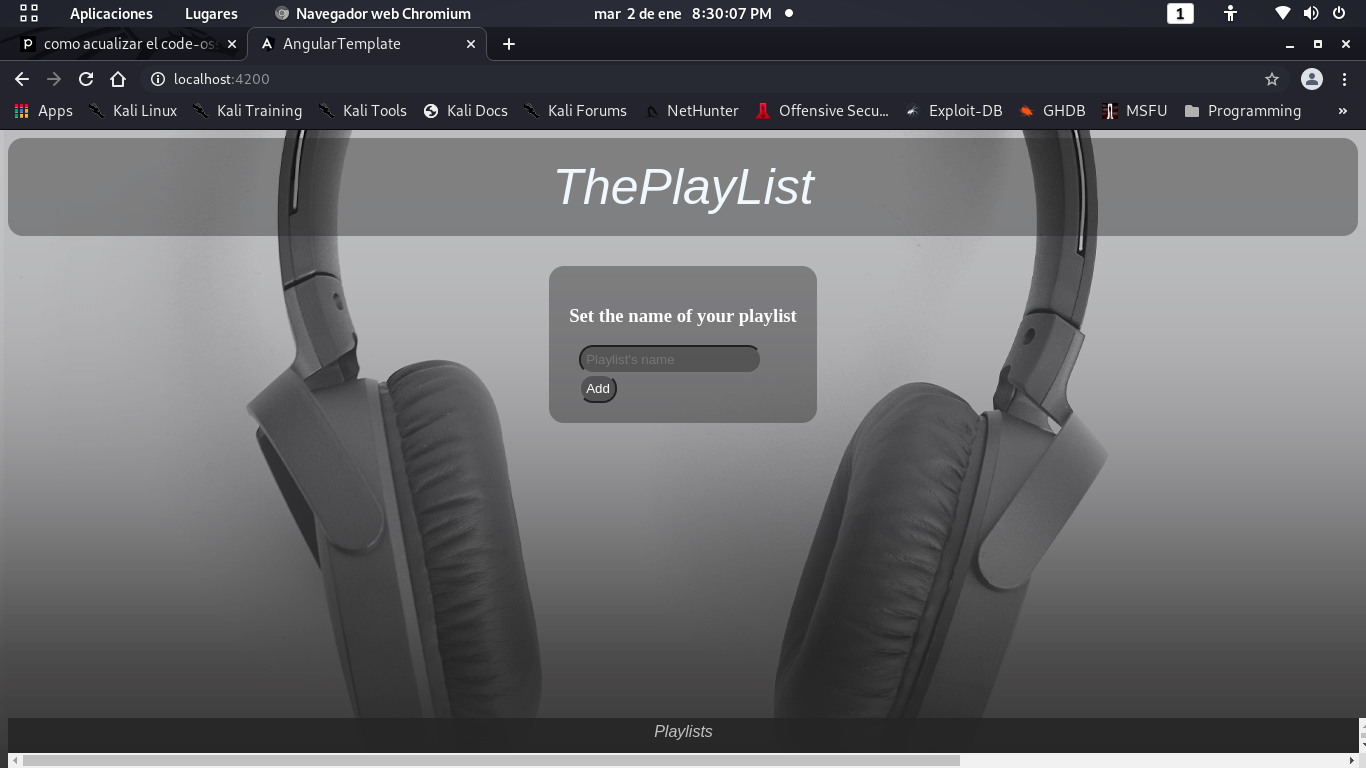 Aplicaciones Lugares Navegador web Chromium mar 2 de ene 8:30:07 PM 1
como acualizar el code-os AngularTemplate
localhost:4200
Apps Kali Linux Kali Training Kali Tools Kali Docs Kali Forums NetHunter Offensive Secu... Exploit-DB GHDB MSFU Programming »
ThePlayList
Set the name of your playlist
Playlist's name
Add
Playlists